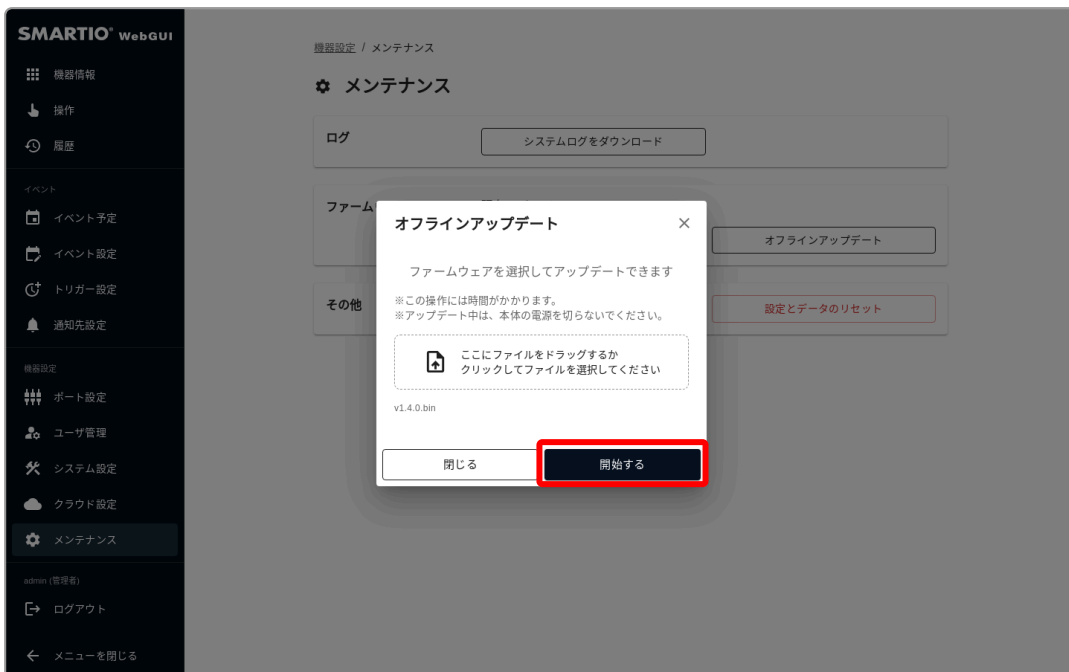 SMARTIO° WebGUI
機器情報
操作
履歴
イベント
イベント予定
イベント設定
トリガー設定
通知先設定
機器設定
ポート設定
ユーザ管理
システム設定
クラウド設定
メンテナンス
admin (管理者)
ログアウト
メニューを閉じる
機器設定 / メンテナンス
メンテナンス
ログ
システムログをダウンロード
ファーム
オフラインアップデート
その他
設定とデータのリセット
オフラインアップデート
ファームウェアを選択してアップデートできます
※この操作には時間がかかります。
※アップデート中は、本体の電源を切らないでください。
ここにファイルをドラッグするか
クリックしてファイルを選択してください
v1.4.0.bin
閉じる
開始する